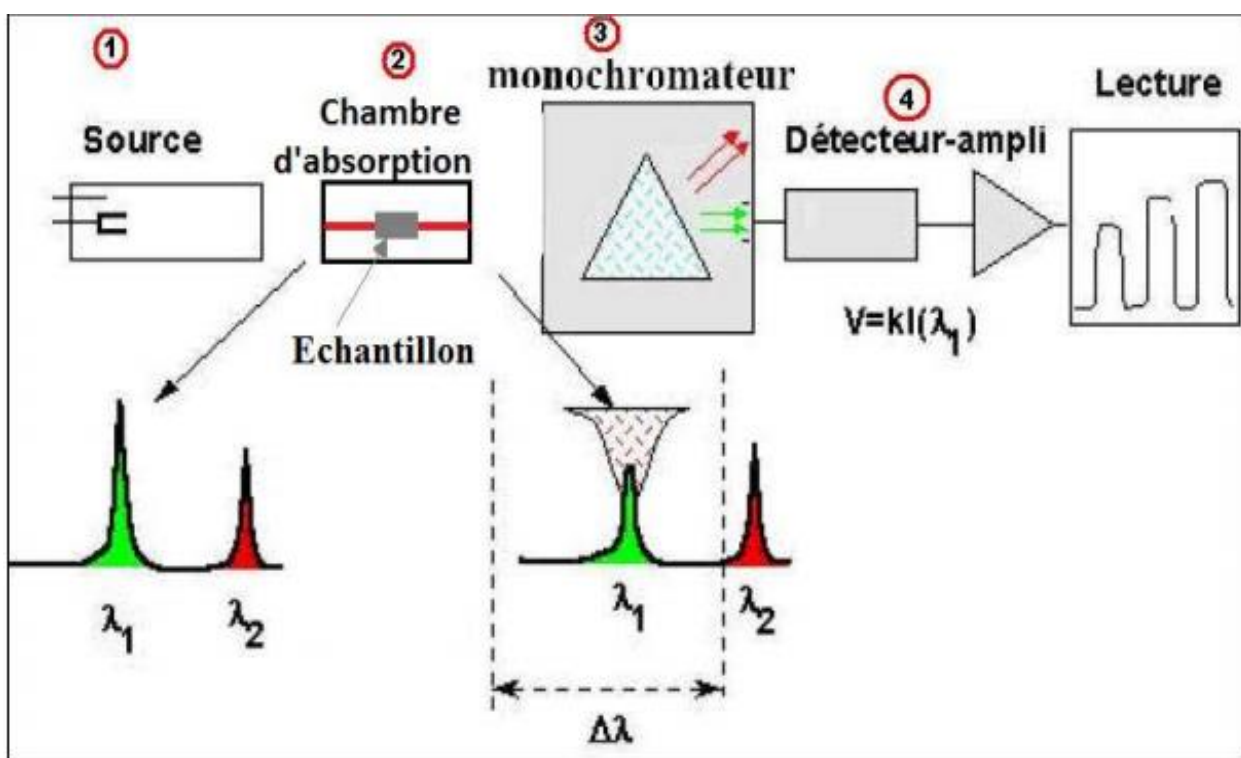 1
Source
2
Chambre
d'absorption
Echantillon
3
monochromateur
4
Détecteur-ampli
V=kI(λ1)
Lecture
λ1
λ2
λ1
λ2
Δλ